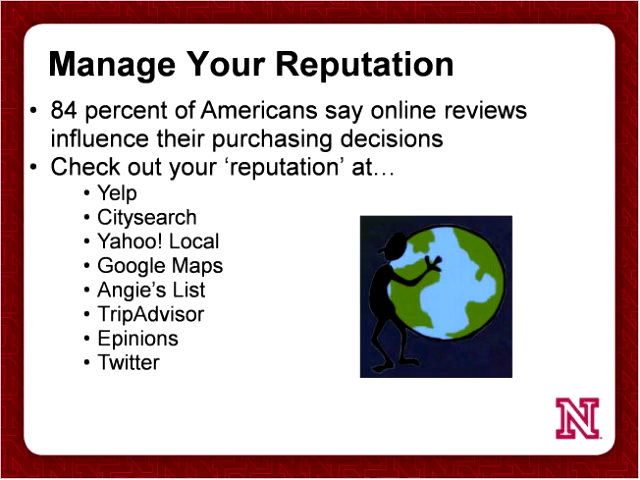 Manage Your Reputation
• 84 percent of Americans say online reviews
influence their purchasing decisions
• Check out your ‘reputation’ at…
• Yelp
• Citysearch
• Yahoo! Local
• Google Maps
• Angie’s List
• TripAdvisor
• Epinions
• Twitter
N